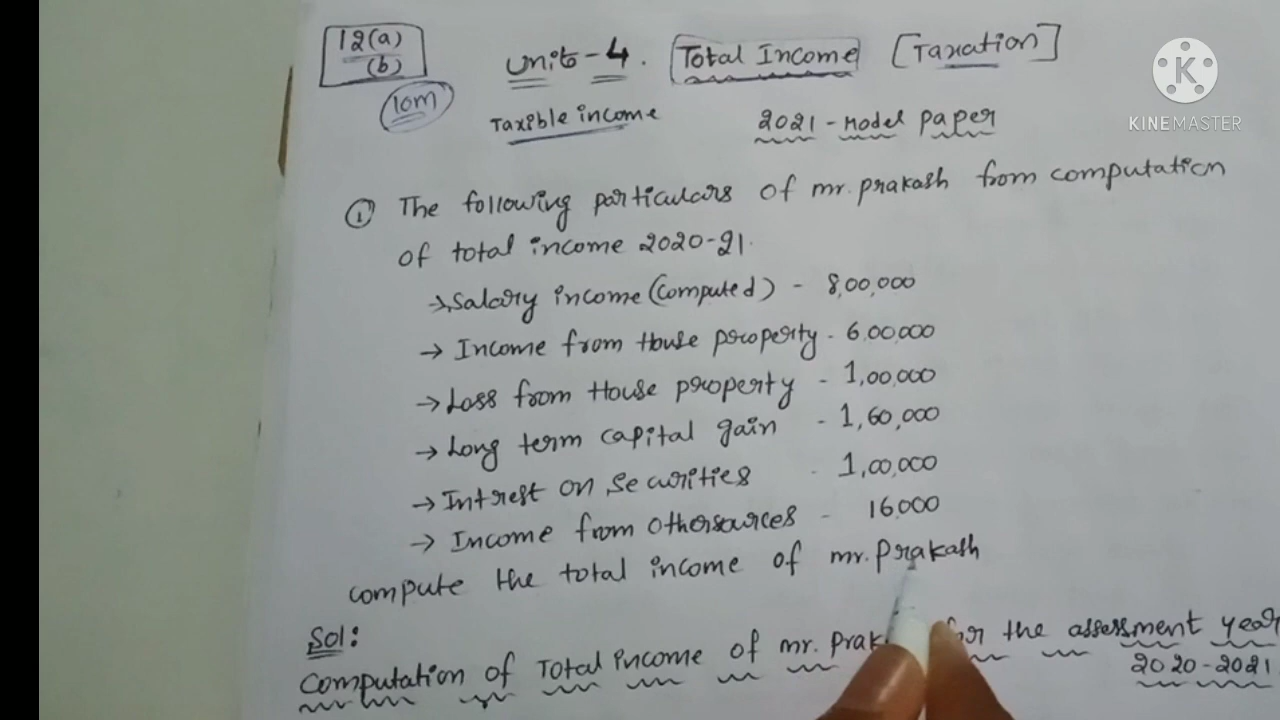 12(a)
(b)
10m
Unit-4. Total Income [Taxation]
Taxible income 2021 - Model paper
KINEMASTER
① The following particulars of mr. prakash from computation
of total income 2020-21.
→ Salary income (computed) - 8,00,000
→ Income from House property - 6,00,000
→ Loss from House property - 1,00,000
→ Long term capital gain - 1,60,000
→ Intrest on Securities - 1,00,000
→ Income from Othersources - 16,000
compute the total income of mr. Prakash
Sol:
Computation of Total income of mr. prak for the assessment year
2020-2021